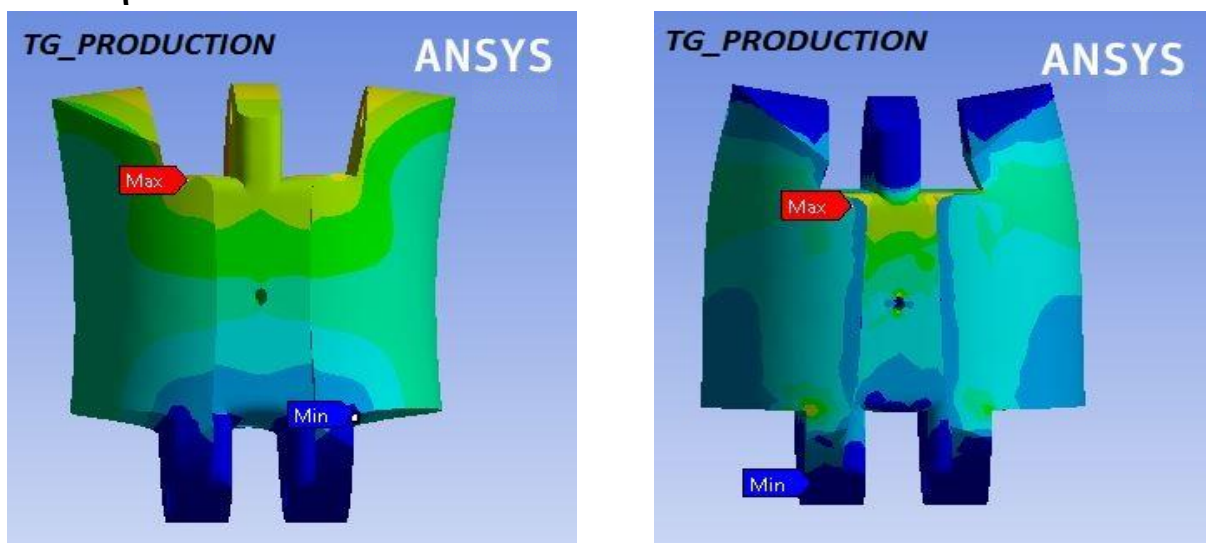 TG_PRODUCTION
ANSYS
Max
Min
TG_PRODUCTION
ANSYS
Max
Min